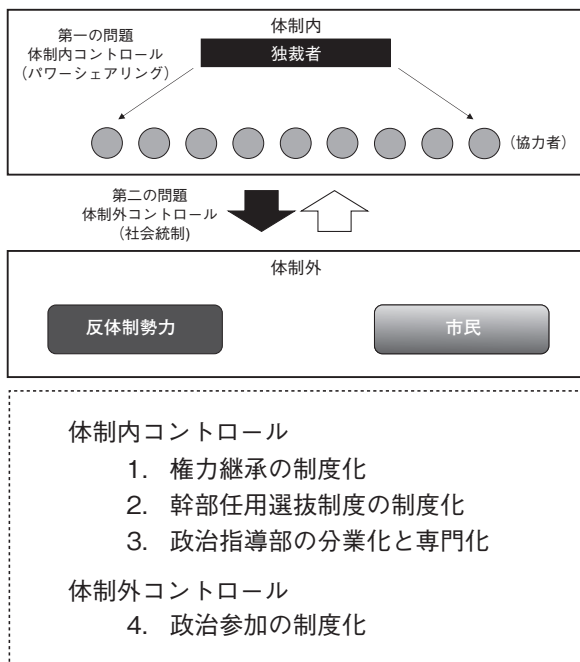 体制内
第一の問題
体制内コントロール
(パワーシェアリング)
独裁者
(協力者)
第二の問題
体制外コントロール
(社会統制)
体制外
反体制勢力
市民
体制内コントロール
1. 権力継承の制度化
2. 幹部任用選抜制度の制度化
3. 政治指導部の分業化と専門化
体制外コントロール
4. 政治参加の制度化